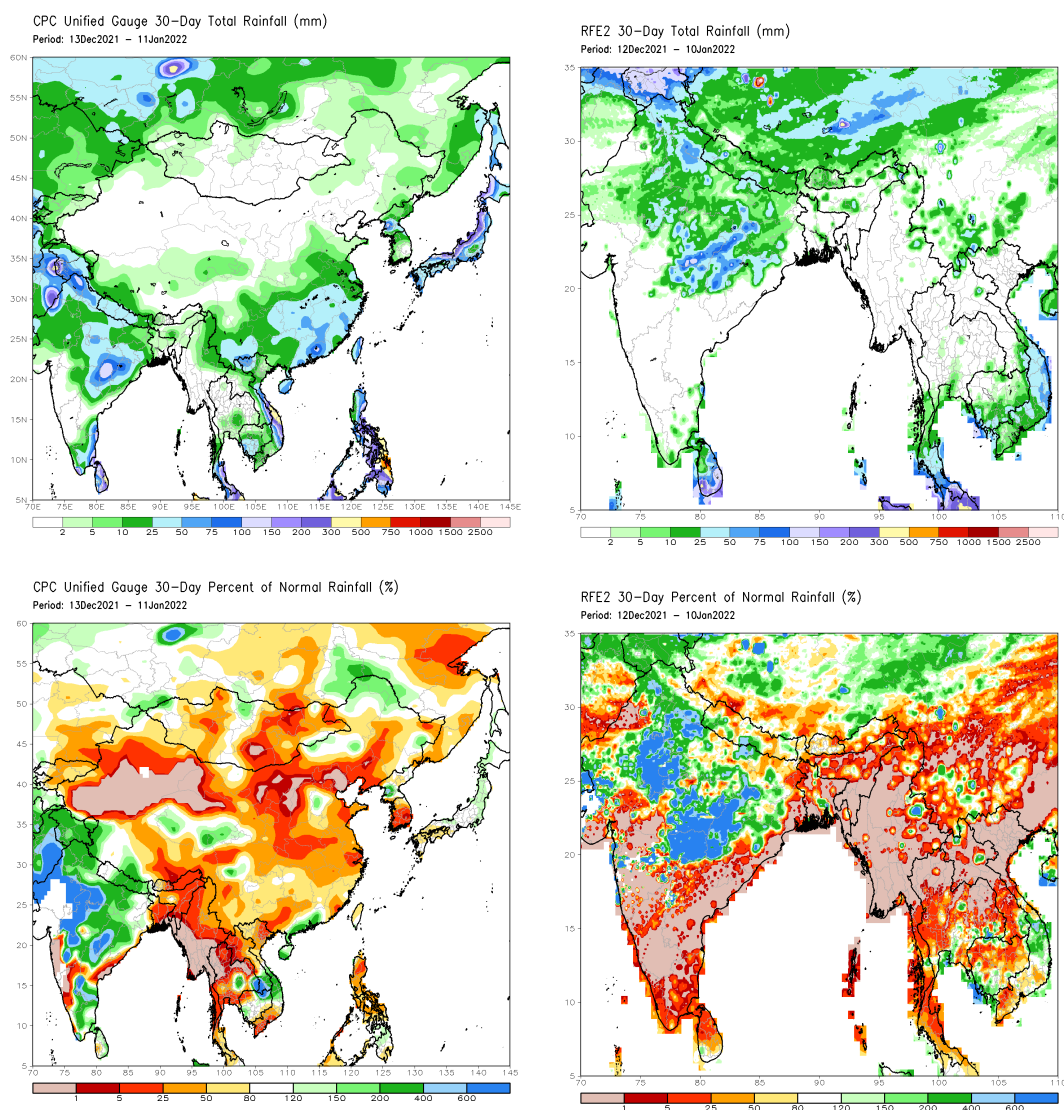 CPC Unified Gauge 30-Day Total Rainfall (mm)
Period: 13Dec2021 - 11Jan2022
60N
55N
50N
45N
40N
35N
30N
25N
20N
15N
10N
5N
70E 75E 80E 85E 90E 95E 100E 105E 110E 115E 120E 125E 130E 135E 140E 145E
2 5 10 25 50 75 100 150 200 300 500 750 1000 1500 2500
RFE2 30-Day Total Rainfall (mm)
Period: 12Dec2021 - 10Jan2022
35
30
25
20
15
10
5
70 75 80 85 90 95 100 105 110
2 5 10 25 50 75 100 150 200 300 500 750 1000 1500 2500
CPC Unified Gauge 30-Day Percent of Normal Rainfall (%)
Period: 13Dec2021 - 11Jan2022
60
55
50
45
40
35
30
25
20
15
10
5
70 75 80 85 90 95 100 105 110 115 120 125 130 135 140 145
1 5 25 50 80 120 150 200 400 600
RFE2 30-Day Percent of Normal Rainfall (%)
Period: 12Dec2021 - 10Jan2022
35
30
25
20
15
10
5
65 70 75 80 85 90 95 100 105 110
1 5 25 50 80 120 150 200 400 600